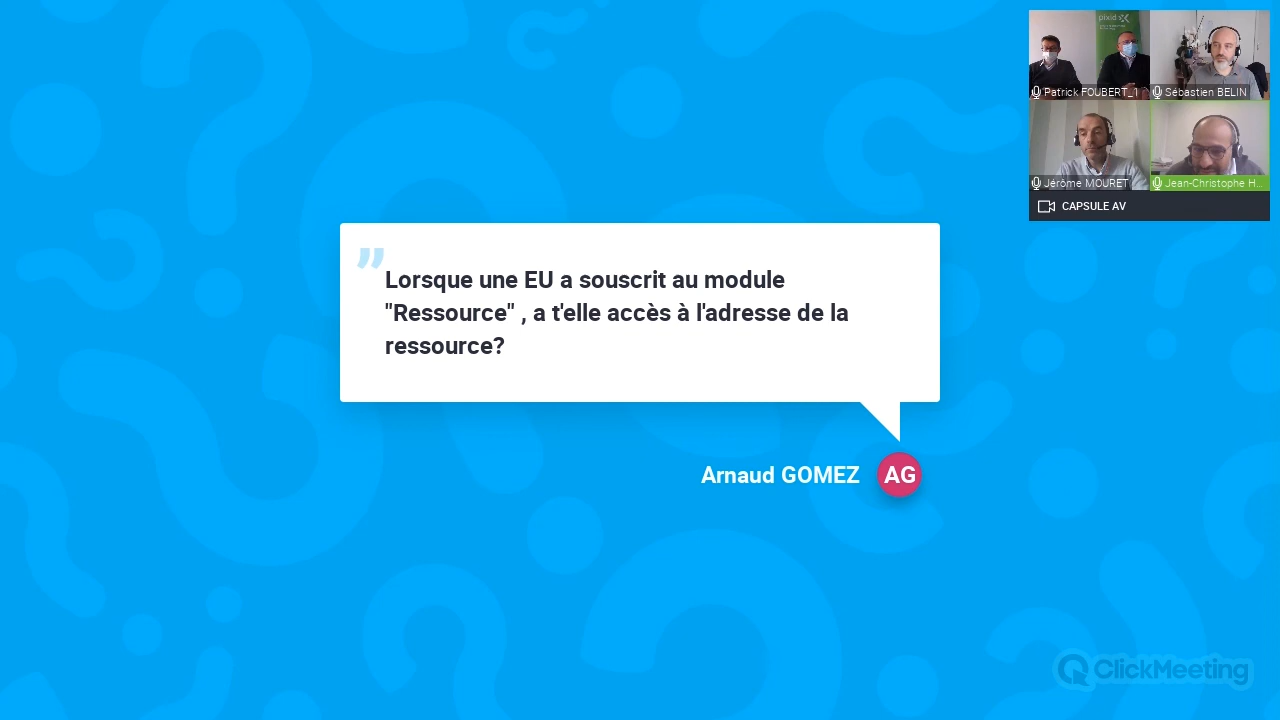 pixid
Patrick FOUBERT_1
Sébastien BELIN
Jérôme MOURET
Jean-Christophe H...
CAPSULE AV
Lorsque une EU a souscrit au module
"Ressource" , a t'elle accès à l'adresse de la
ressource?
Arnaud GOMEZ
AG
ClickMeeting